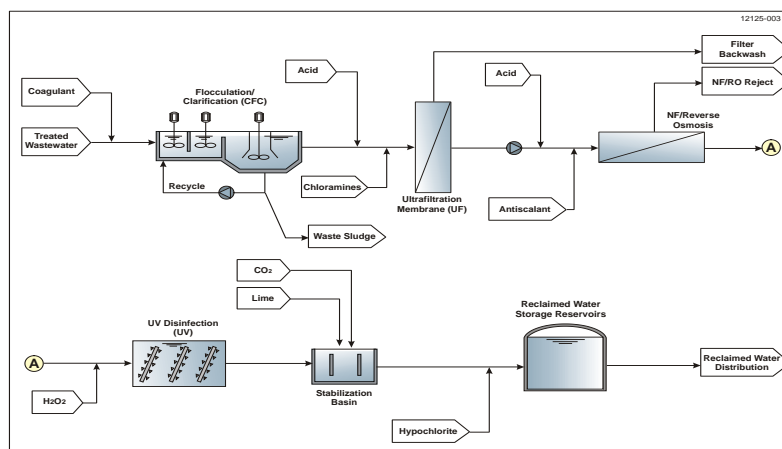 12125-003
Filter
Backwash
NF/RO Reject
Acid
Acid
Flocculation/
Clarification (CFC)
Coagulant
NF/Reverse
Osmosis
Treated
Wastewater
A
Recycle
Chloramines
Ultrafiltration
Membrane (UF)
Antiscalant
Waste Sludge
CO2
Lime
Reclaimed Water
Storage Reservoirs
UV Disinfection
(UV)
A
Reclaimed Water
Distribution
Stabilization
Basin
H2O2
Hypochlorite